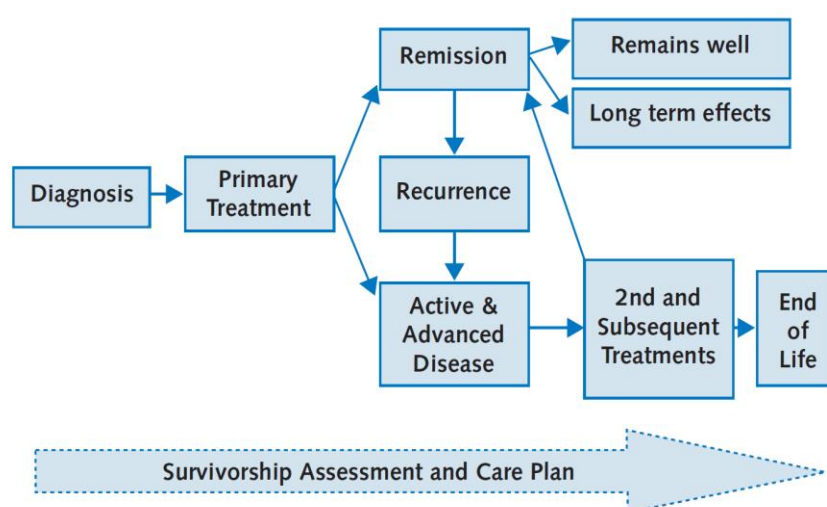 Remission
Remains well
Long term effects
Diagnosis
Primary
Treatment
Recurrence
Active &
Advanced
Disease
2nd and
Subsequent
Treatments
End
of
Life
Survivorship Assessment and Care Plan